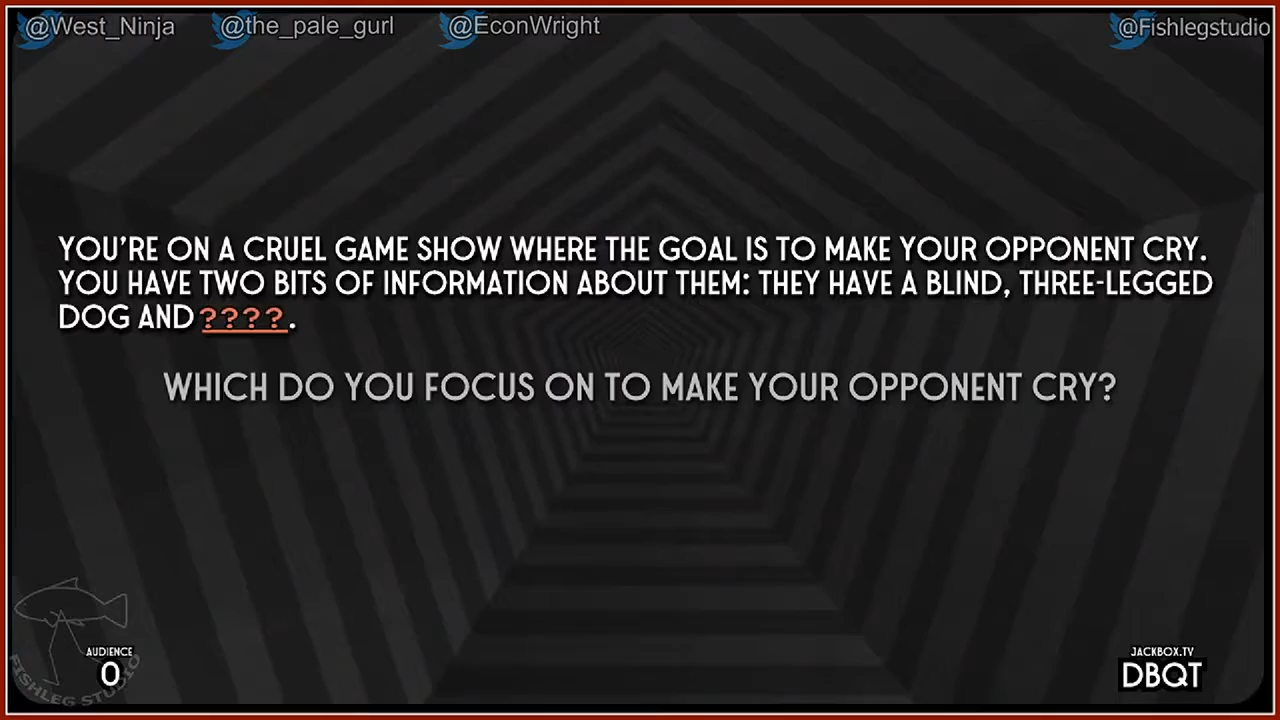 @West_Ninja @the_pale_gurl @EconWright @Fishlegstudio
YOU'RE ON A CRUEL GAME SHOW WHERE THE GOAL IS TO MAKE YOUR OPPONENT CRY.
YOU HAVE TWO BITS OF INFORMATION ABOUT THEM: THEY HAVE A BLIND, THREE-LEGGED
DOG AND ????.
WHICH DO YOU FOCUS ON TO MAKE YOUR OPPONENT CRY?
AUDIENCE
0
FISHLEG STUDIO
JACKBOX.TV
DBQT